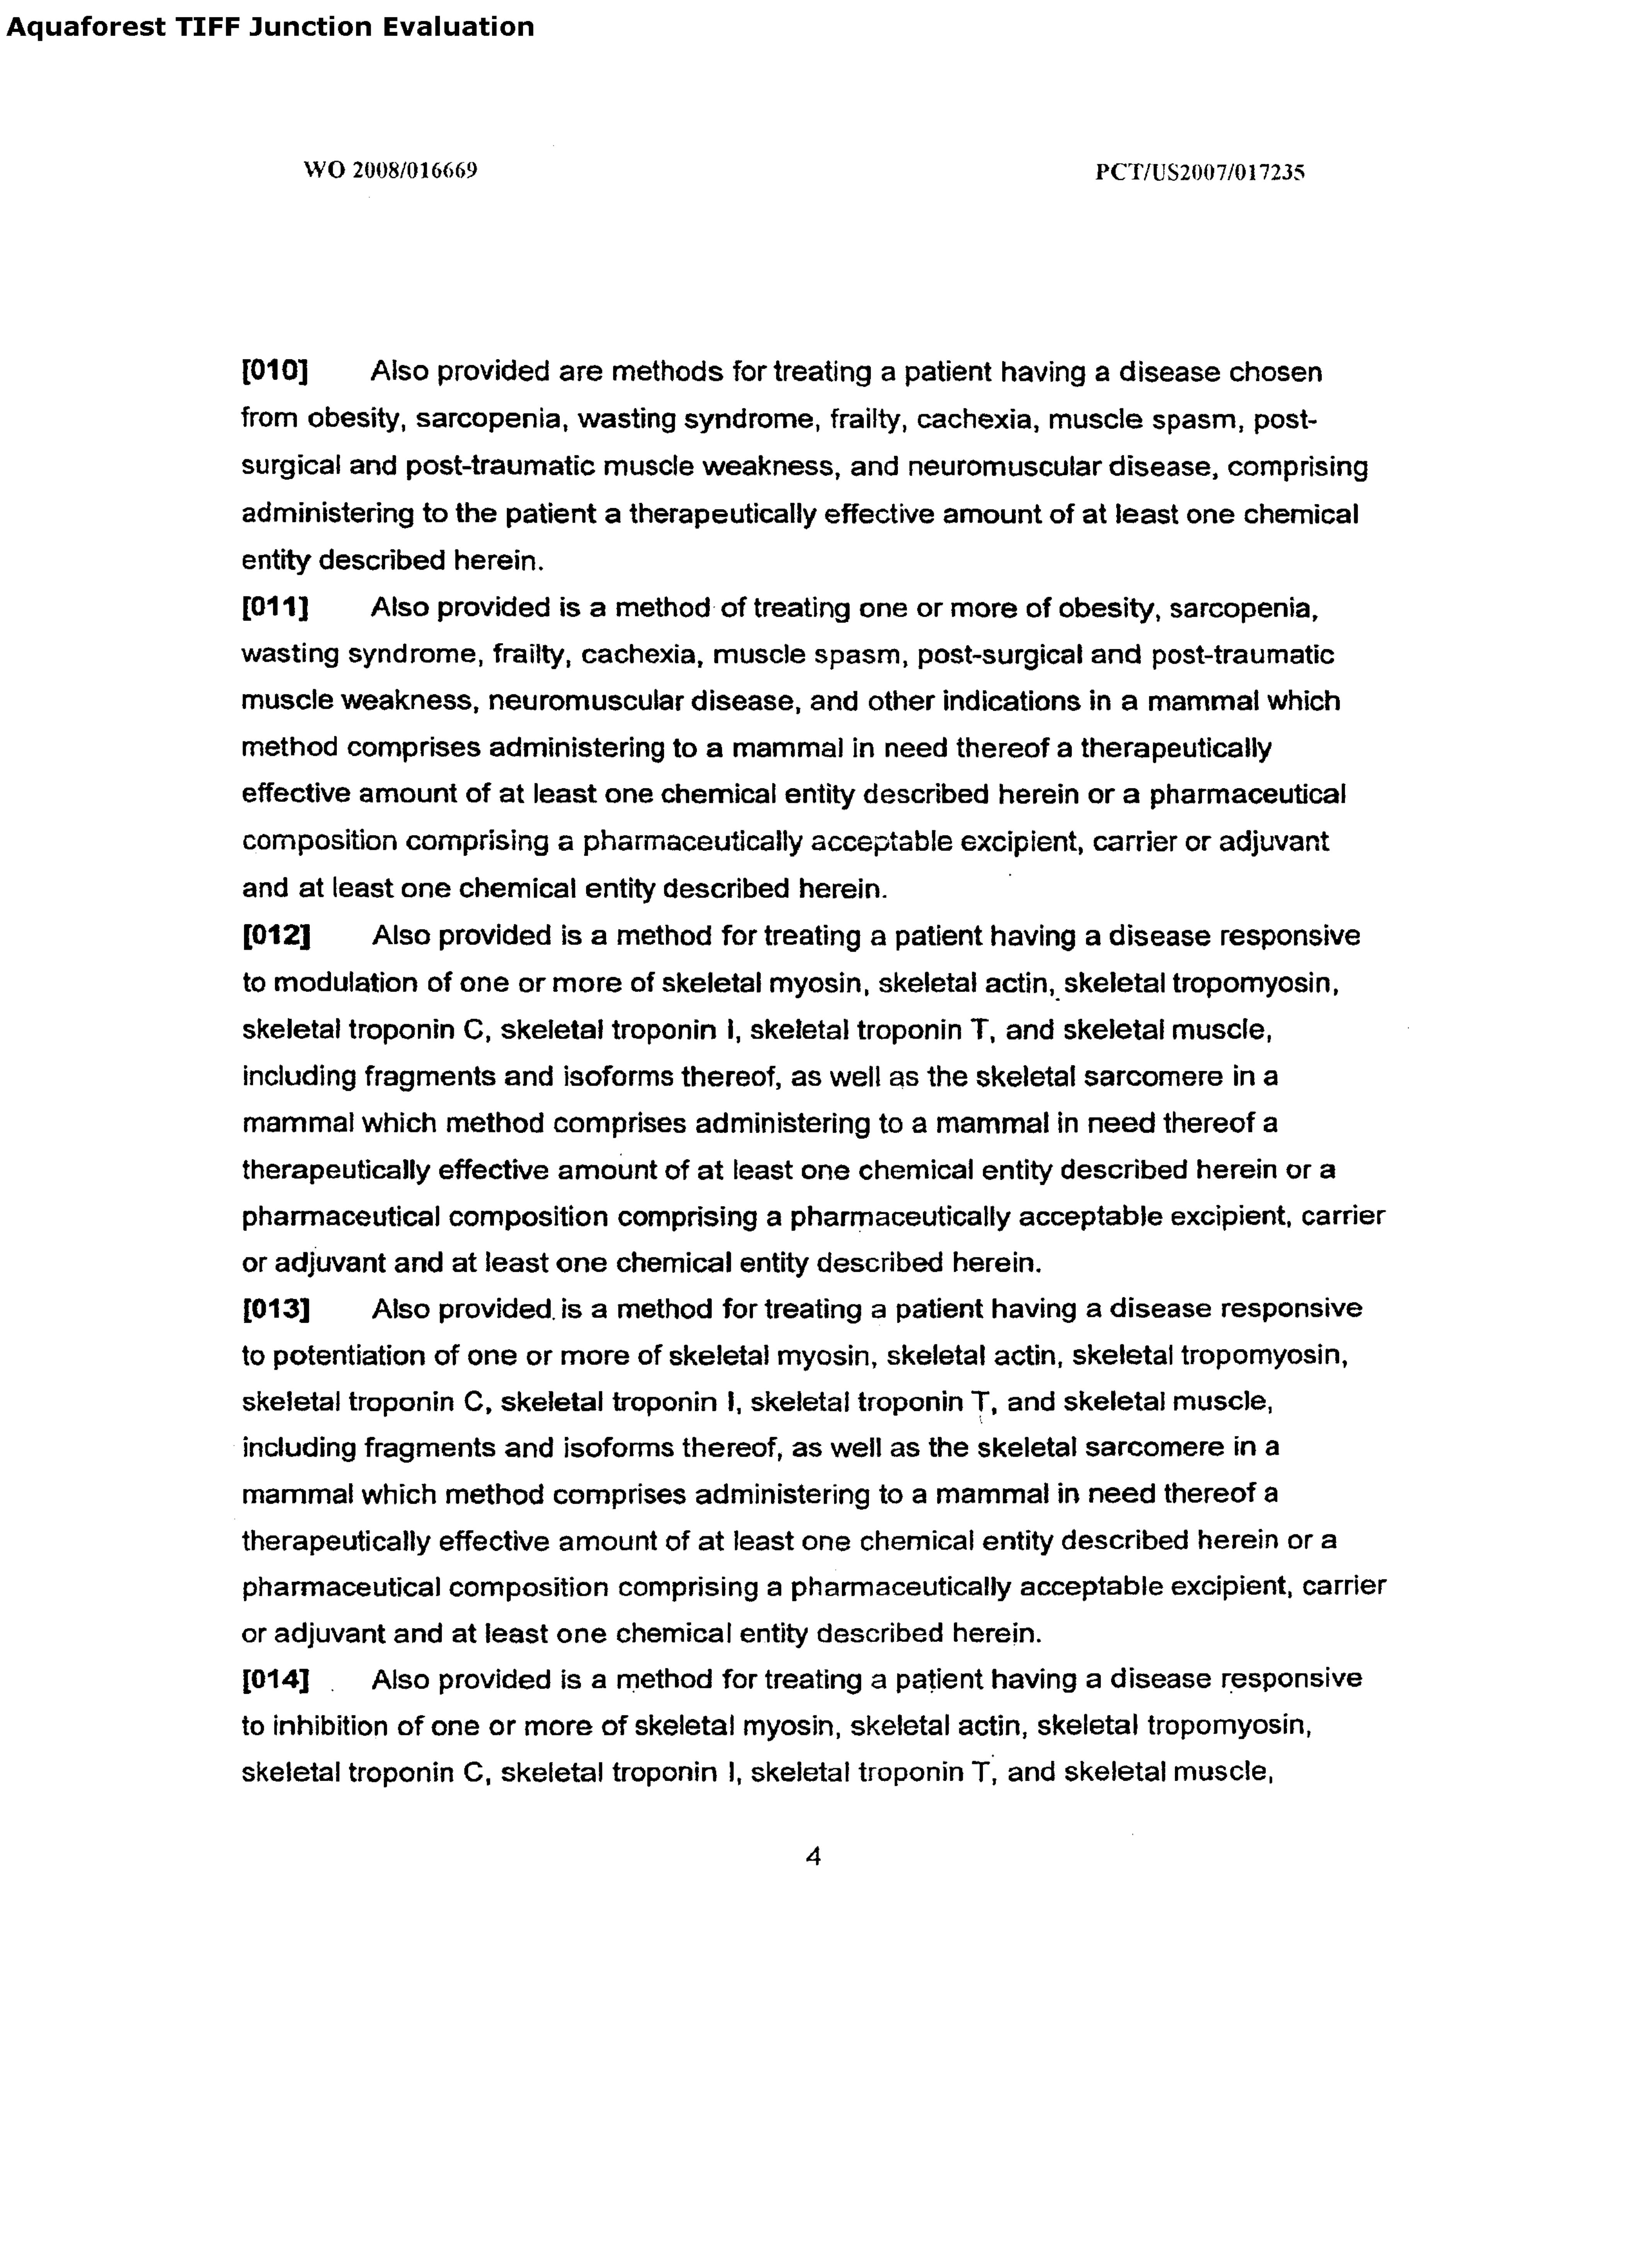 Aquaforest TIFF Junction Evaluation
WO 2008/016669 PCT/US2007/017235
[010] Also provided are methods for treating a patient having a disease chosen
from obesity, sarcopenia, wasting syndrome, frailty, cachexia, muscle spasm, post-
surgical and post-traumatic muscle weakness, and neuromuscular disease, comprising
administering to the patient a therapeutically effective amount of at least one chemical
entity described herein.
[011] Also provided is a method of treating one or more of obesity, sarcopenia,
wasting syndrome, frailty, cachexia, muscle spasm, post-surgical and post-traumatic
muscle weakness, neuromuscular disease, and other indications in a mammal which
method comprises administering to a mammal in need thereof a therapeutically
effective amount of at least one chemical entity described herein or a pharmaceutical
composition comprising a pharmaceutically acceptable excipient, carrier or adjuvant
and at least one chemical entity described herein.
[012] Also provided is a method for treating a patient having a disease responsive
to modulation of one or more of skeletal myosin, skeletal actin, skeletal tropomyosin,
skeletal troponin C, skeletal troponin I, skeletal troponin T, and skeletal muscle,
including fragments and isoforms thereof, as well as the skeletal sarcomere in a
mammal which method comprises administering to a mammal in need thereof a
therapeutically effective amount of at least one chemical entity described herein or a
pharmaceutical composition comprising a pharmaceutically acceptable excipient, carrier
or adjuvant and at least one chemical entity described herein.
[013] Also provided is a method for treating a patient having a disease responsive
to potentiation of one or more of skeletal myosin, skeletal actin, skeletal tropomyosin,
skeletal troponin C, skeletal troponin I, skeletal troponin T, and skeletal muscle,
including fragments and isoforms thereof, as well as the skeletal sarcomere in a
mammal which method comprises administering to a mammal in need thereof a
therapeutically effective amount of at least one chemical entity described herein or a
pharmaceutical composition comprising a pharmaceutically acceptable excipient, carrier
or adjuvant and at least one chemical entity described herein.
[014] Also provided is a method for treating a patient having a disease responsive
to inhibition of one or more of skeletal myosin, skeletal actin, skeletal tropomyosin,
skeletal troponin C, skeletal troponin I, skeletal troponin T, and skeletal muscle,
4